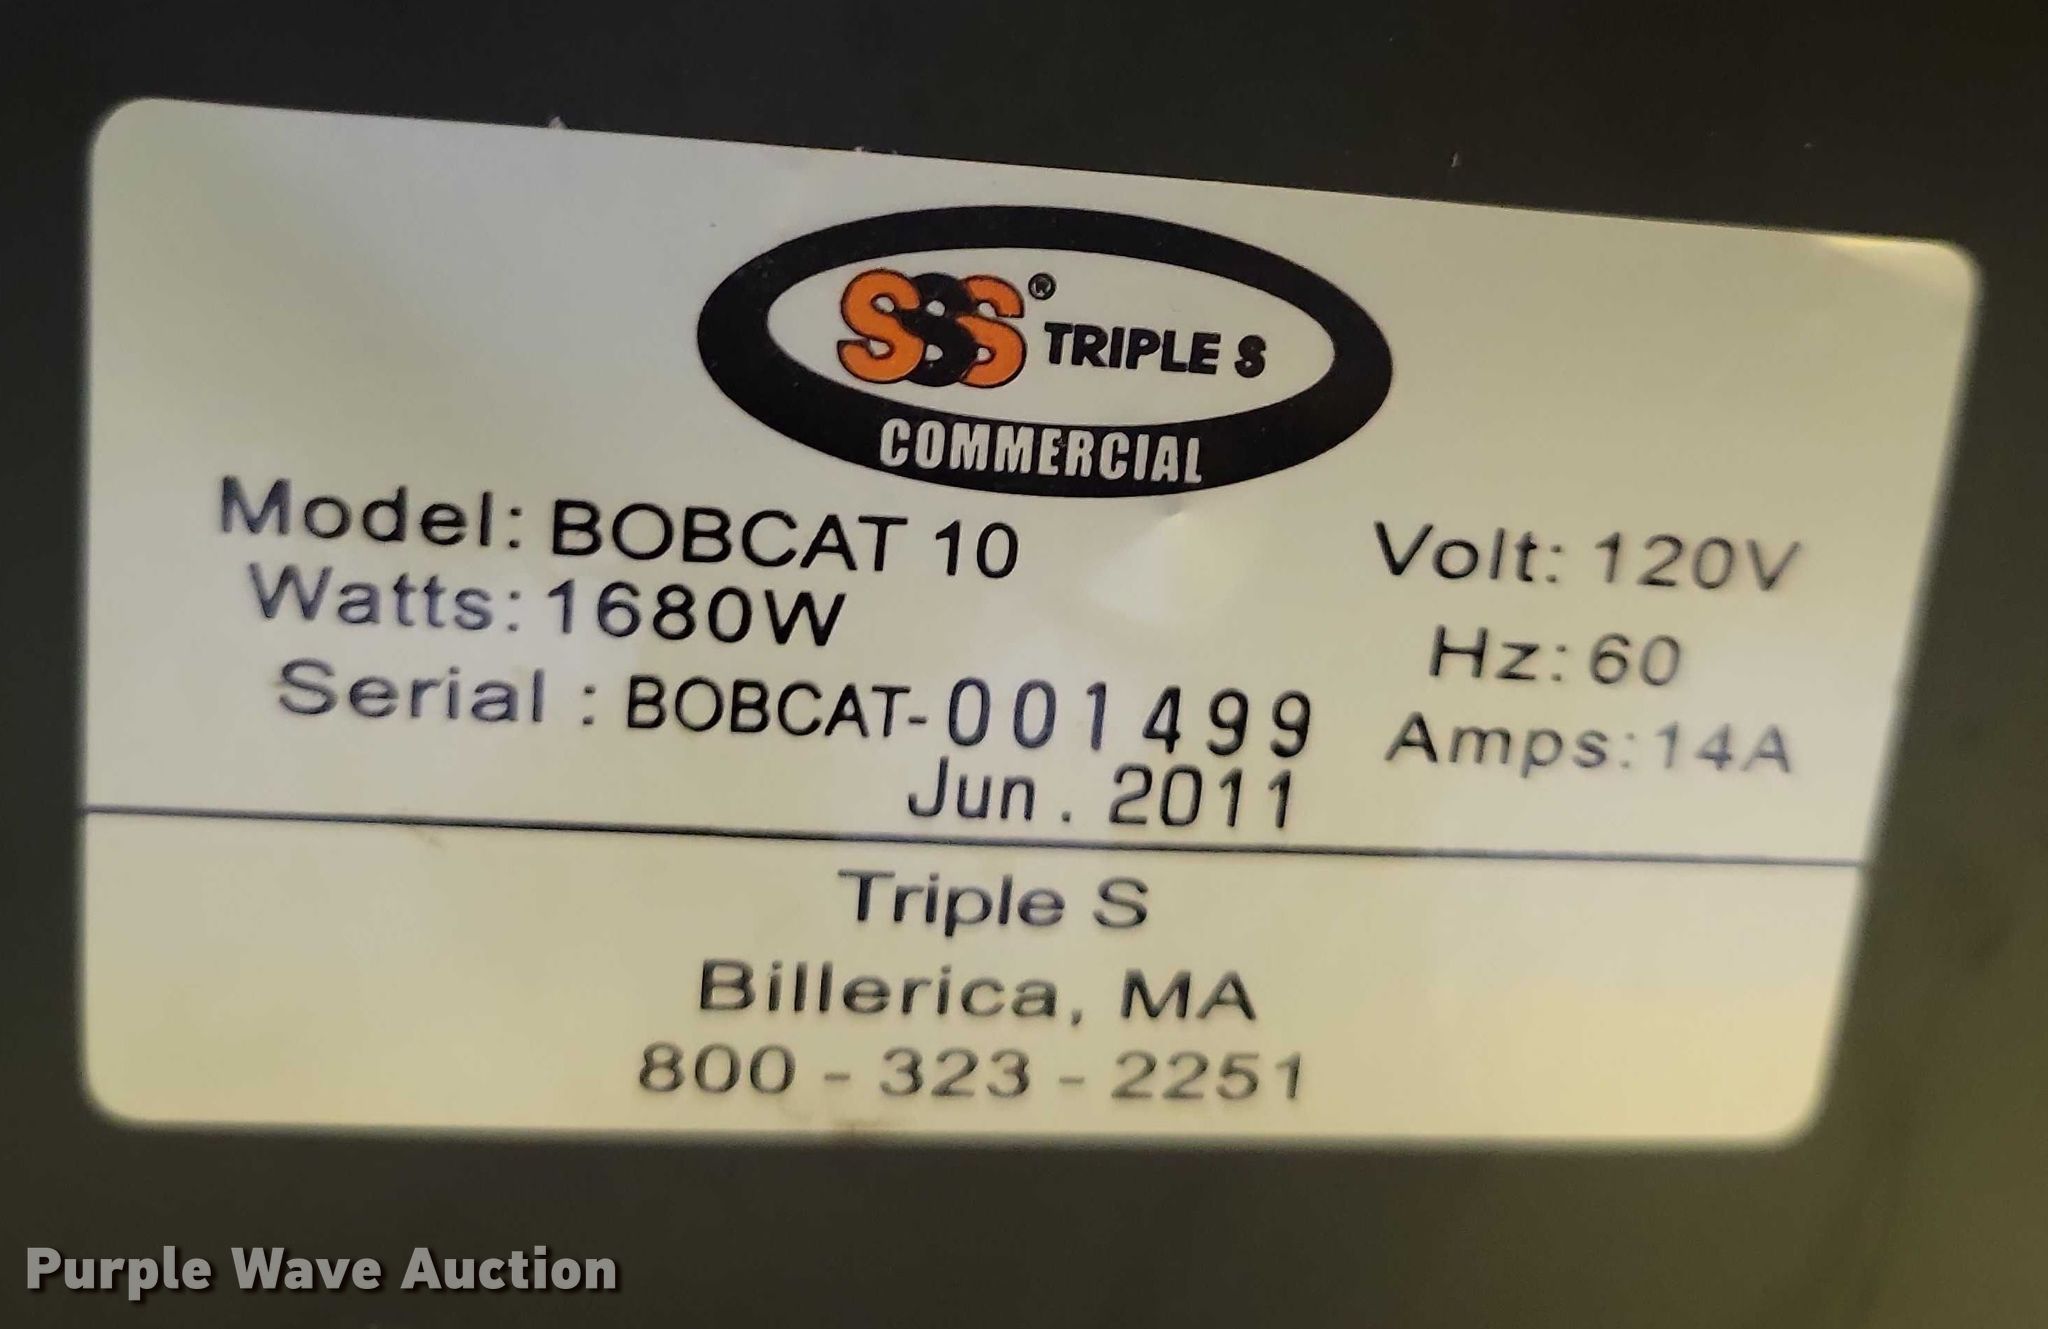 SSS® TRIPLE S
COMMERCIAL
Model: BOBCAT 10
Volt: 120V
Watts: 1680W
Hz: 60
Serial : BOBCAT-001499
Amps: 14A
Jun . 2011
Triple S
Billerica, MA
800 - 323 - 2251
Purple Wave Auction